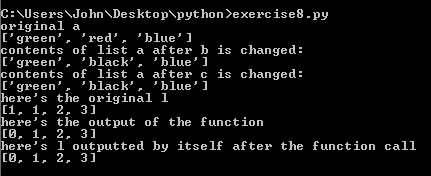 C:\Users\John\Desktop\python>exercise8.py
original a
['green', 'red', 'blue']
contents of list a after b is changed:
['green', 'black', 'blue']
contents of list a after c is changed:
['green', 'black', 'blue']
here's the original l
[1, 1, 2, 3]
here's the output of the function
[0, 1, 2, 3]
here's l outputted by itself after the function call
[0, 1, 2, 3]